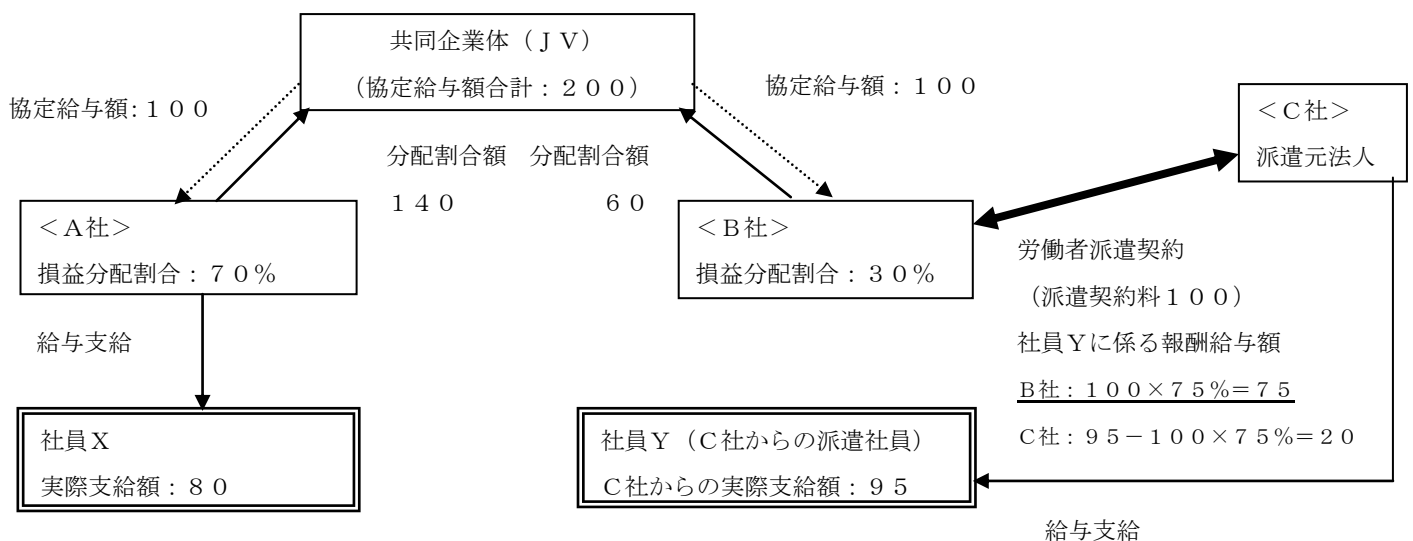 共同企業体（ＪＶ）
（協定給与額合計：２００）
協定給与額：１００
協定給与額：１００
＜Ｃ社＞
派遣元法人
分配割合額
１４０
分配割合額
６０
＜Ａ社＞
損益分配割合：７０％
＜Ｂ社＞
損益分配割合：３０％
労働者派遣契約
（派遣契約料１００）
社員Ｙに係る報酬給与額
Ｂ社：１００×７５％＝７５
Ｃ社：９５－１００×７５％＝２０
給与支給
社員Ｘ
実際支給額：８０
社員Ｙ（Ｃ社からの派遣社員）
Ｃ社からの実際支給額：９５
給与支給